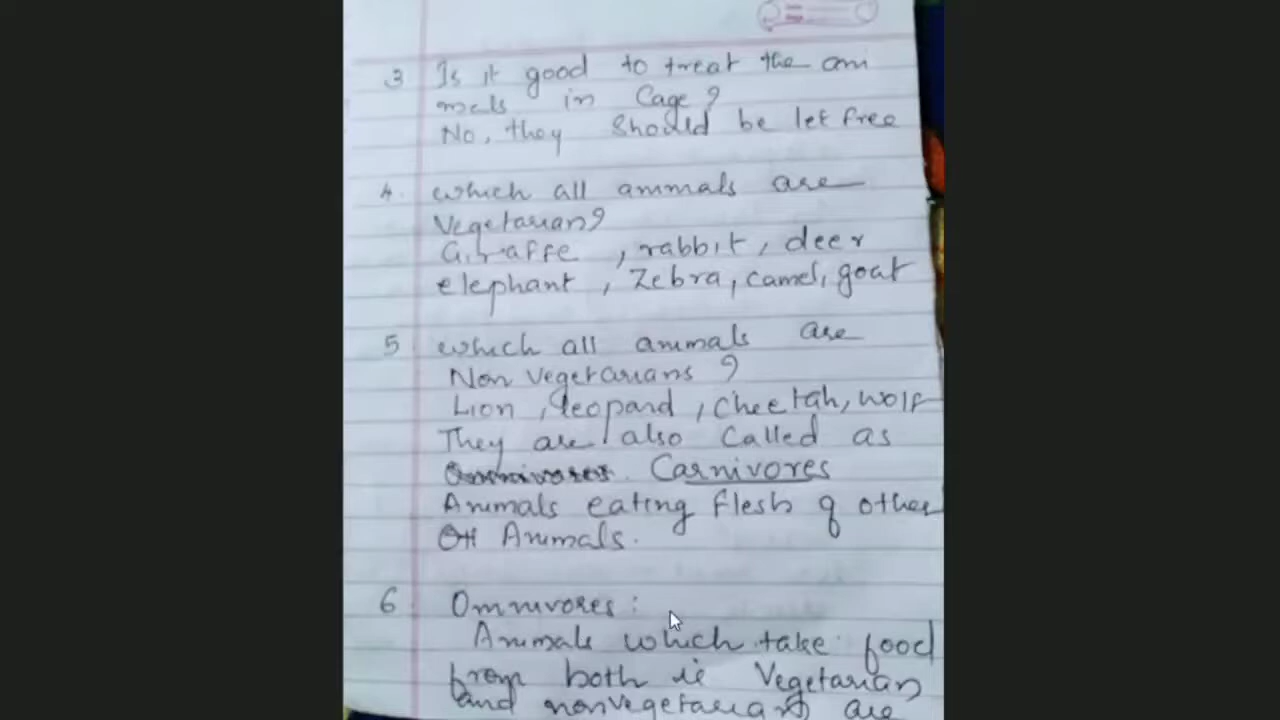 3 Is it good to treat the ani
mals in Cage?
No, they should be let free
4. which all animals are
Vegetarian?
Giraffe, rabbit, deer
elephant, Zebra, camel, goat
5 which all animals are
Non Vegetarians?
Lion, leopard, cheetah, wolf
They are also called as
Omnivores. Carnivores
Animals eating flesh of other
Ott Animals.
6 Omnivores:
Animals which take food
from both ie Vegetarian
and nonvegetarians are